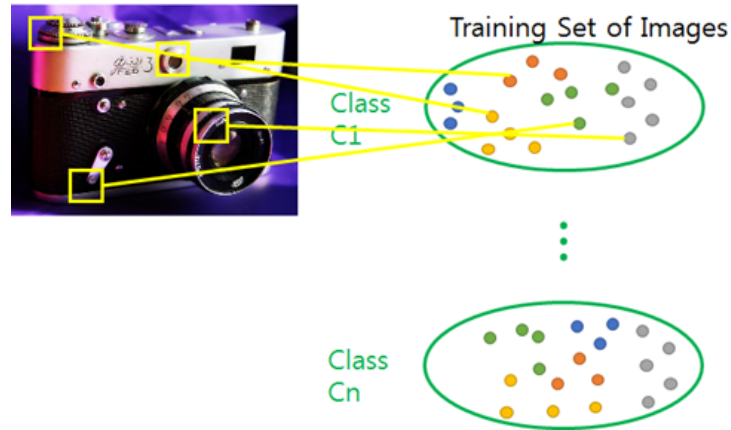 Training Set of Images
Class
C1
Class
Cn